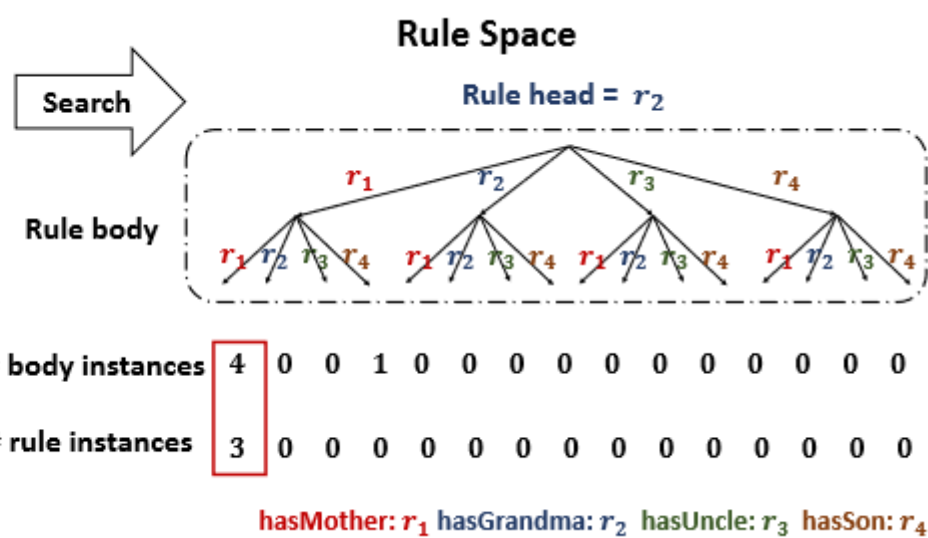 Rule Space
Search
Rule head = r₂
r₁ r₂ r₃ r₄
Rule body
r₁ r₂ r₃ r₄ r₁ r₂ r₃ r₄ r₁ r₂ r₃ r₄ r₁ r₂ r₃ r₄
body instances 4 0 0 1 0 0 0 0 0 0 0 0 0 0 0
rule instances 3 0 0 0 0 0 0 0 0 0 0 0 0 0 0
hasMother: r₁ hasGrandma: r₂ hasUncle: r₃ hasSon: r₄